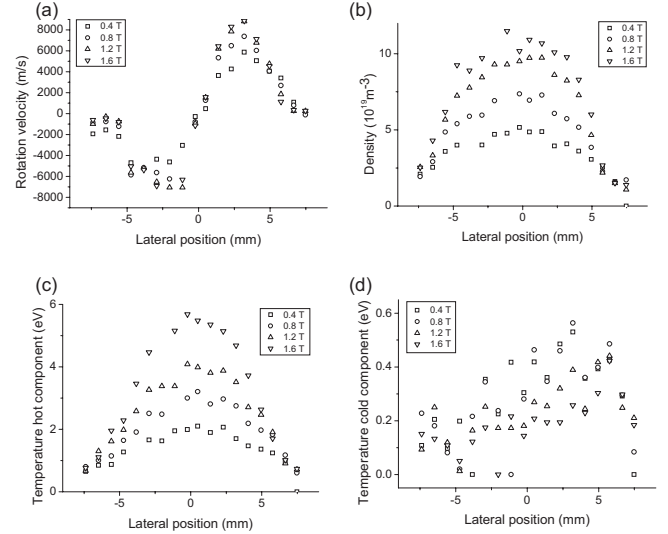 (a)
0.4 T
0.8 T
1.2 T
1.6 T
8000
6000
4000
2000
0
-2000
-4000
-6000
-8000
Rotation velocity (m/s)
-5
0
5
Lateral position (mm)
(b)
0.4 T
0.8 T
1.2 T
1.6 T
10
5
0
Density (10¹⁹m⁻³)
-5
0
5
Lateral position (mm)
(c)
0.4 T
0.8 T
1.2 T
1.6 T
6
4
2
0
Temperature hot component (eV)
-5
0
5
Lateral position (mm)
(d)
0.4 T
0.8 T
1.2 T
1.6 T
0.6
0.4
0.2
0.0
Temperature cold component (eV)
-5
0
5
Lateral position (mm)